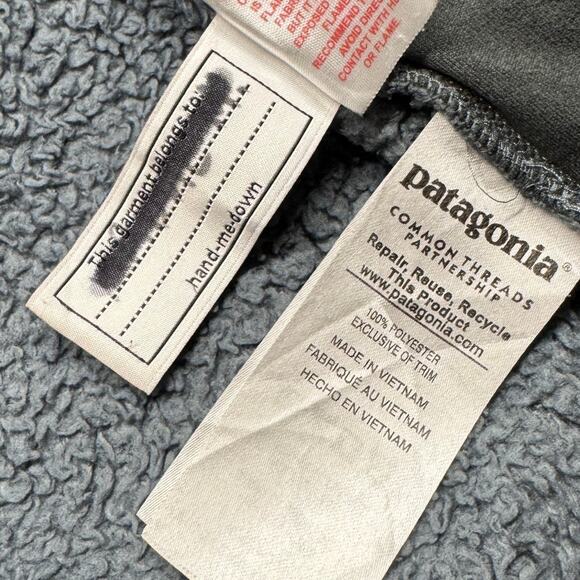 FLAME
RECOMMEND
AVOID DIRECT
CONTACT WITH
OR FLAME
This garment belongs to:
hand-me-down
patagonia®
COMMON THREADS
PARTNERSHIP
Repair, Reuse, Recycle
This Product
www.patagonia.com
100% POLYESTER
EXCLUSIVE OF TRIM
MADE IN VIETNAM
FABRIQUÉ AU VIETNAM
HECHO EN VIETNAM